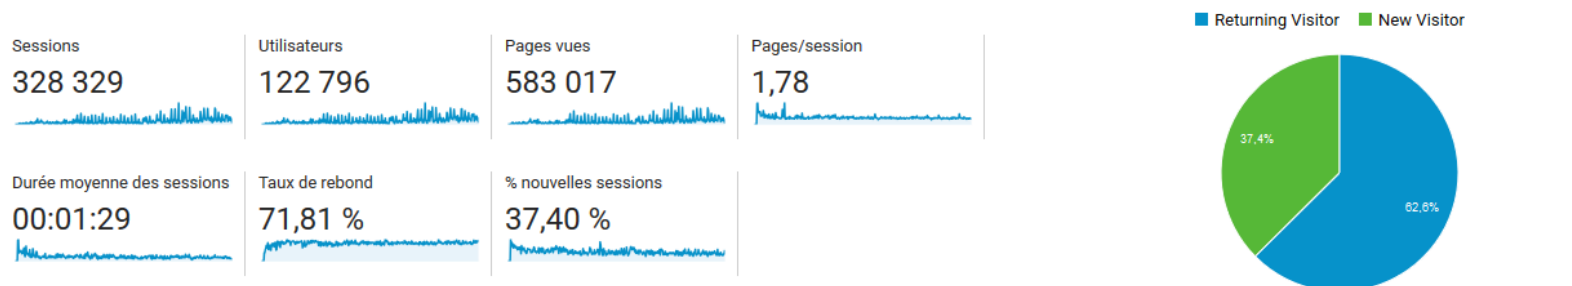 Returning Visitor
New Visitor
Sessions
328 329
Utilisateurs
122 796
Pages vues
583 017
Pages/session
1,78
Durée moyenne des sessions
00:01:29
Taux de rebond
71,81 %
% nouvelles sessions
37,40 %
37,4%
62,6%